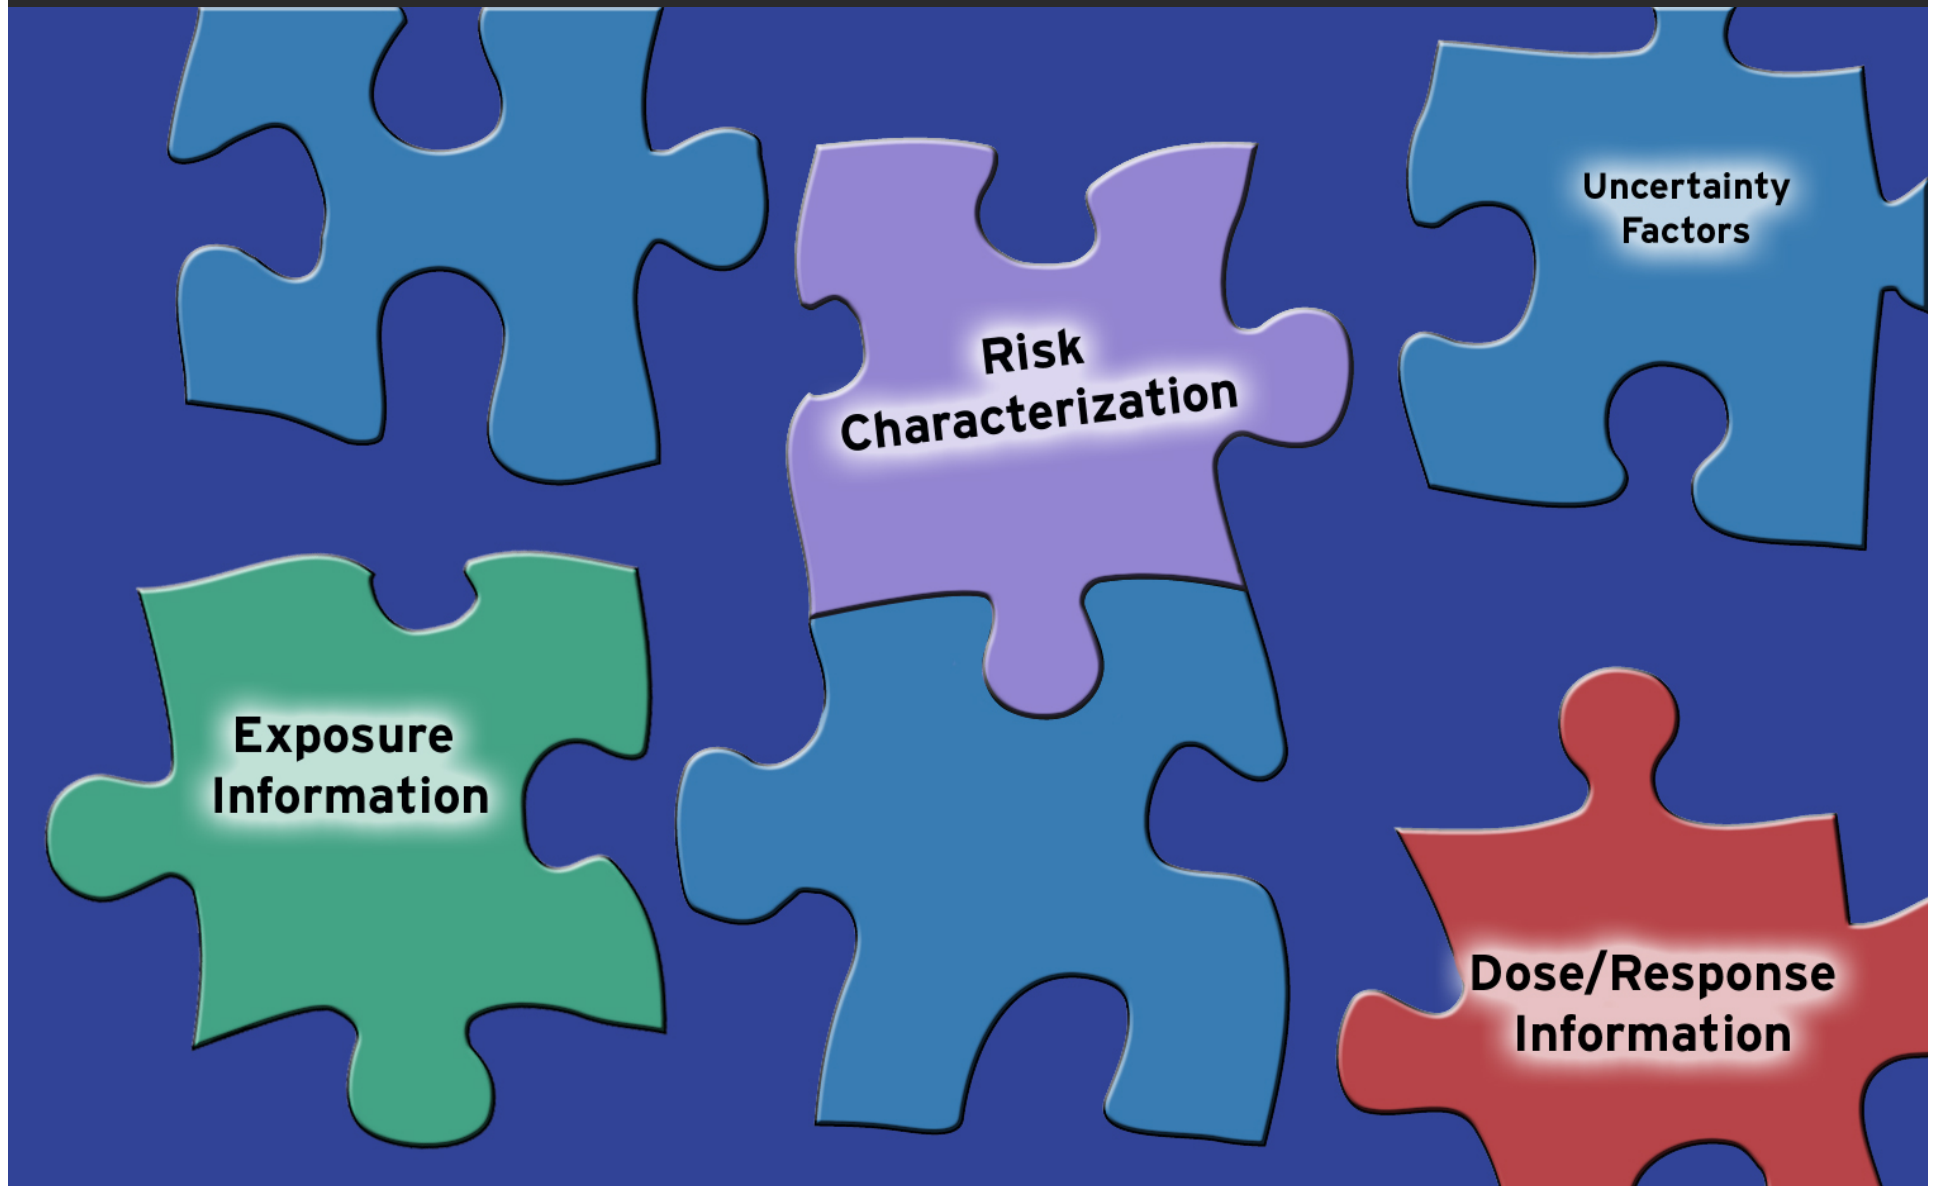 Uncertainty
Factors
Risk
Characterization
Exposure
Information
Dose/Response
Information